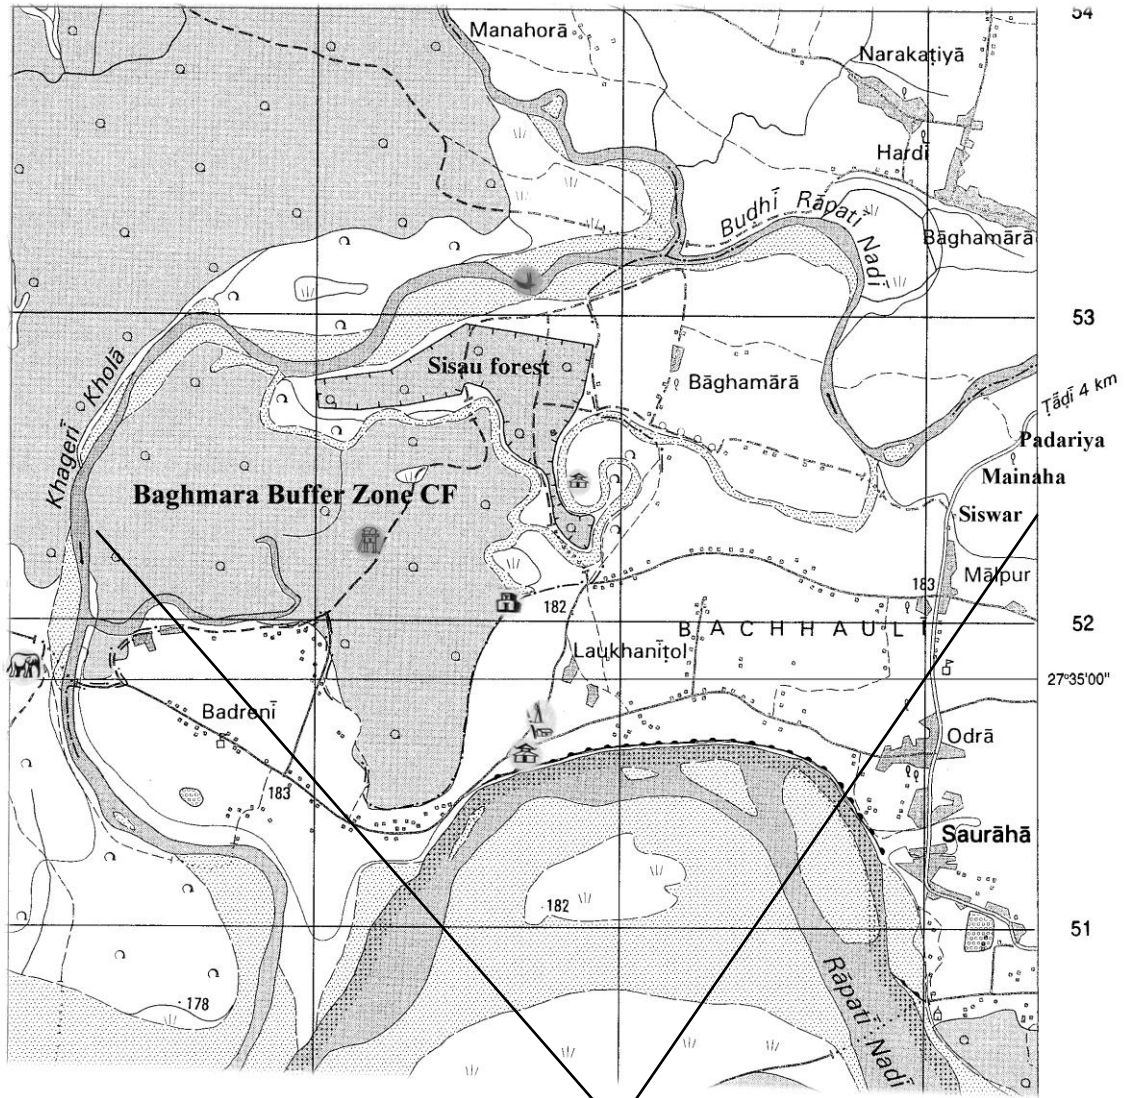 54
Manahorā
Narakaṭiyā
Hardī
Budhī Rāpatī Nadī
Bāghamārā
53
Khagerī Kholā
Sisau forest
Bāghamārā
Ṭāḍī 4 km
Padariya
Mainaha
Baghmara Buffer Zone CF
Siswar
Mālpur
182
183
52
BACHHAULI
Laukhanīṭol
27°35'00"
Badrenī
Odrā
183
Saurāhā
182
51
Rāpatī Nadī
178